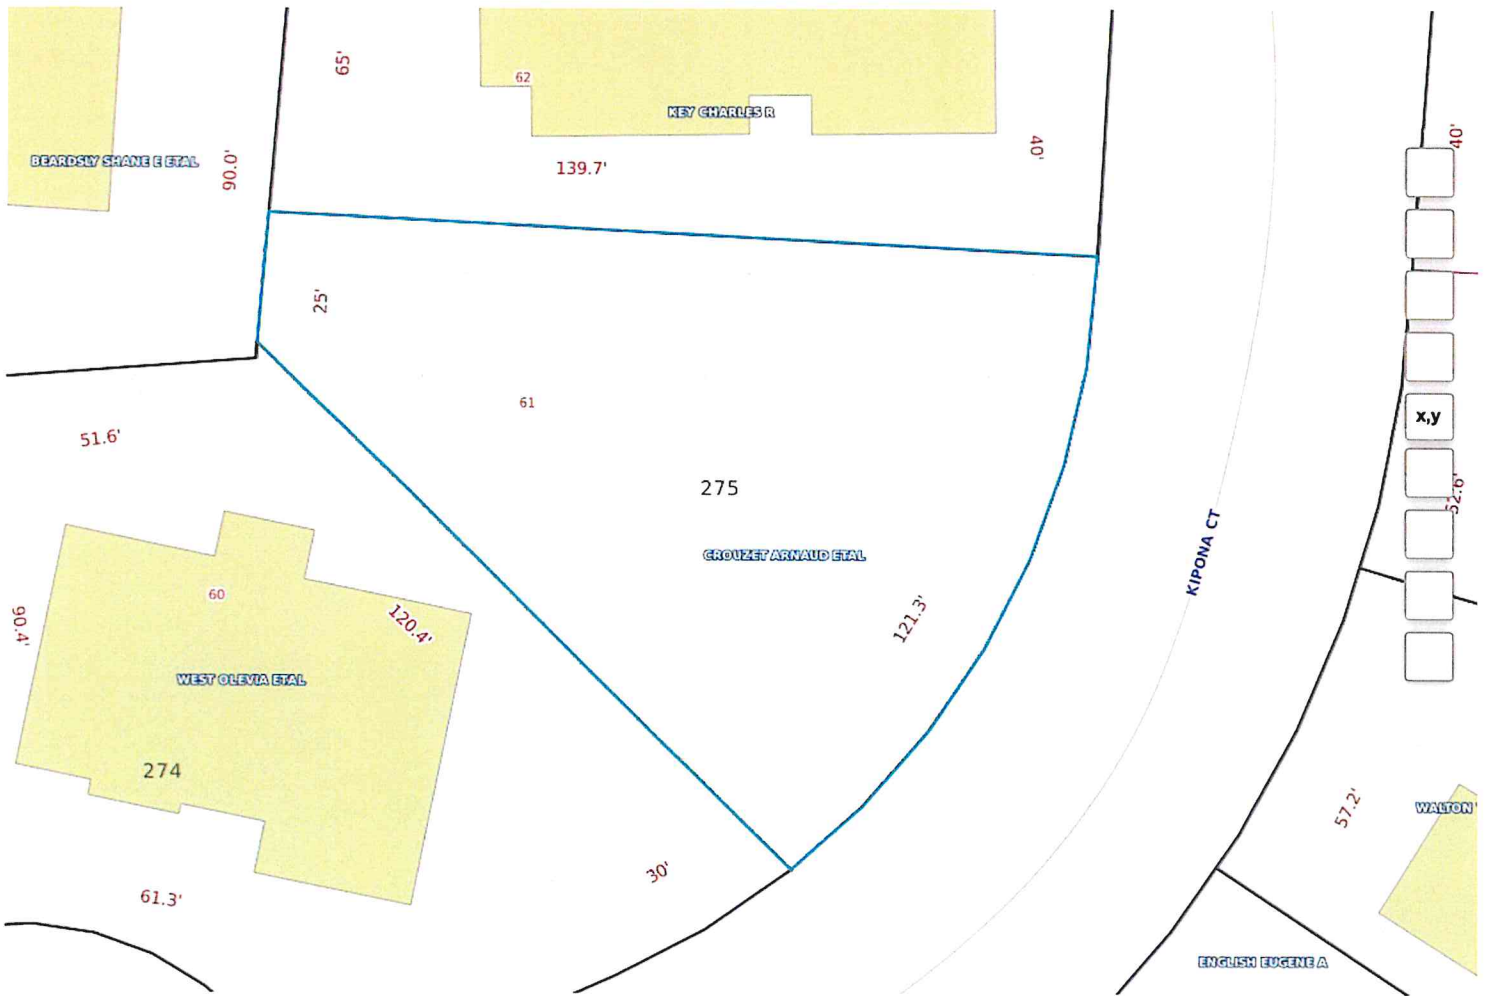 65'
62
KEY CHARLES R
40'
40'
BEARDSLY SHANE E ETAL
90.0'
139.7'
25'
61
x,y
51.6'
275
52.6'
CROUZET ARNAUD ETAL
KIPONA CT
60
90.4'
120.4'
121.3'
WEST OLEVIA ETAL
274
57.2'
WALTON
30'
61.3'
ENGLISH EUGENE A